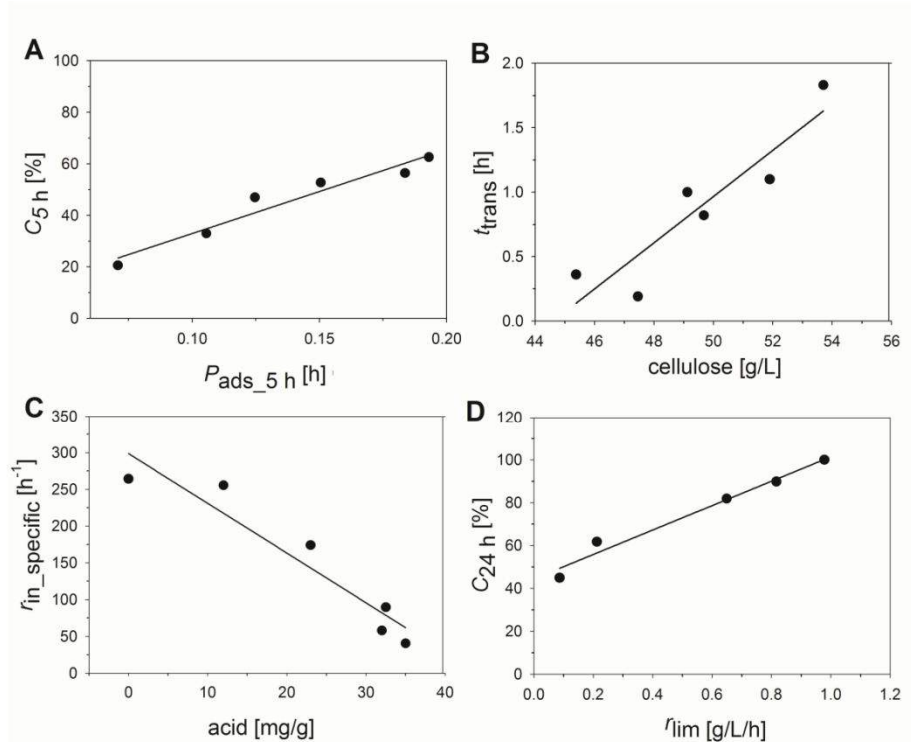 A
100
80
60
40
20
0
C5 h [%]
0.10 0.15 0.20
Pads_5 h [h]
B
2.0
1.5
1.0
0.5
0.0
ttrans [h]
44 46 48 50 52 54 56
cellulose [g/L]
C
350
300
250
200
150
100
50
0
rin_specific [h-1]
0 10 20 30 40
acid [mg/g]
D
120
100
80
60
40
20
0
C24 h [%]
0.0 0.2 0.4 0.6 0.8 1.0 1.2
rlim [g/L/h]